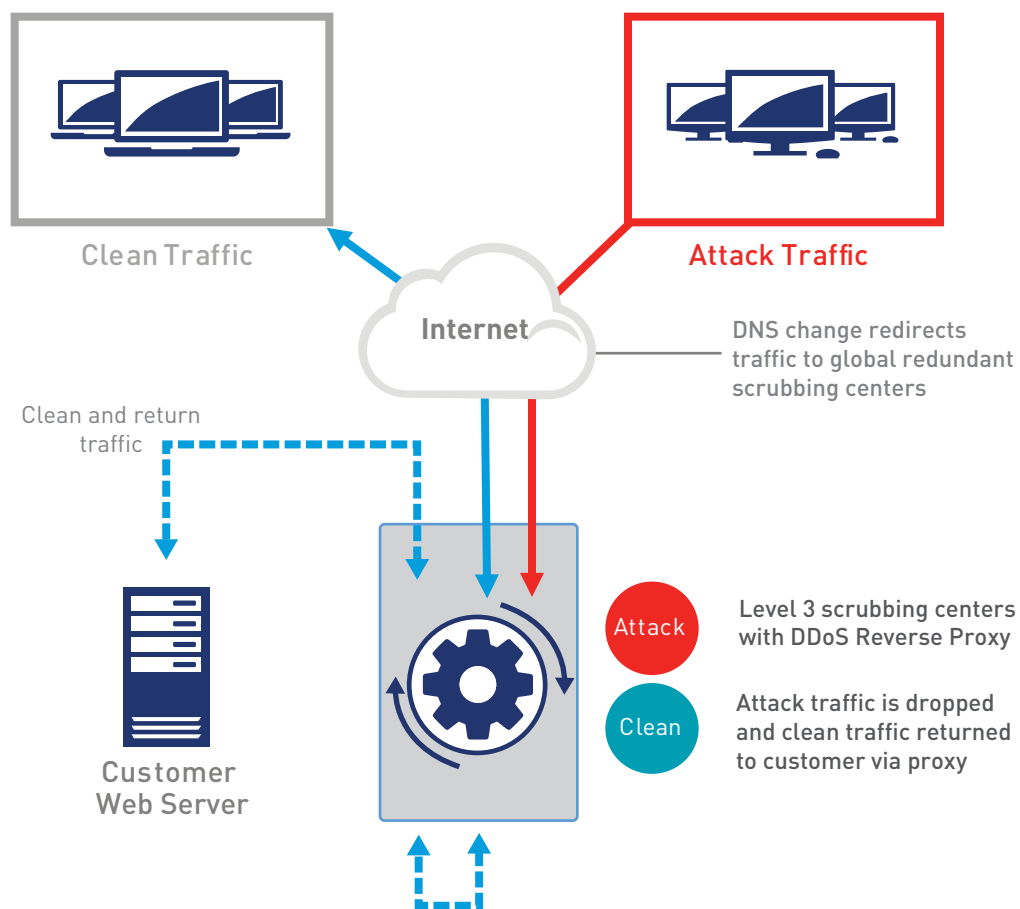 Clean Traffic
Attack Traffic
Internet
DNS change redirects
traffic to global redundant
scrubbing centers
Clean and return
traffic
Attack
Level 3 scrubbing centers
with DDoS Reverse Proxy
Clean
Attack traffic is dropped
and clean traffic returned
to customer via proxy
Customer
Web Server